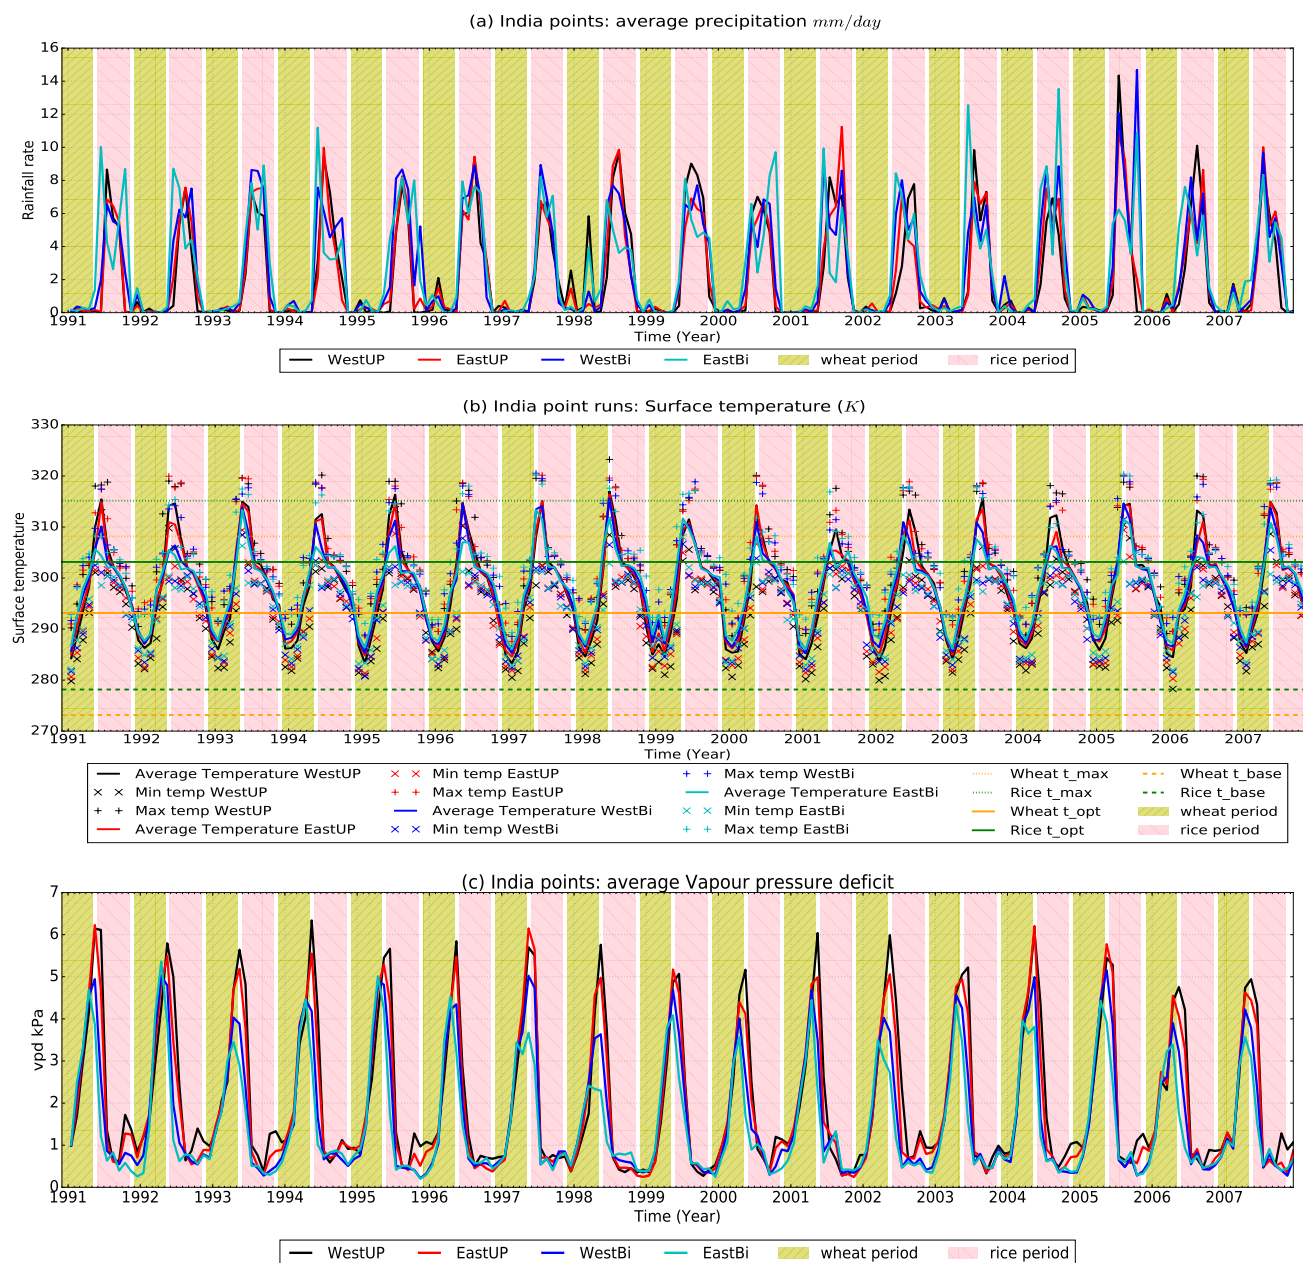 (a) India points: average precipitation mm/day
16
14
12
10
8
6
4
2
0
Rainfall rate
1991 1992 1993 1994 1995 1996 1997 1998 1999 2000 2001 2002 2003 2004 2005 2006 2007
Time (Year)
WestUP EastUP WestBi EastBi wheat period rice period
(b) India point runs: Surface temperature (K)
330
320
310
300
290
280
270
Surface temperature
1991 1992 1993 1994 1995 1996 1997 1998 1999 2000 2001 2002 2003 2004 2005 2006 2007
Time (Year)
Average Temperature WestUP Min temp EastUP Max temp WestBi Wheat t_max Wheat t_base
Min temp WestUP Max temp EastUP Average Temperature EastBi Rice t_max Rice t_base
Max temp WestUP Average Temperature WestBi Min temp EastBi Wheat t_opt wheat period
Average Temperature EastUP Min temp WestBi Max temp EastBi Rice t_opt rice period
(c) India points: average Vapour pressure deficit
7
6
5
4
3
2
1
0
vpd kPa
1991 1992 1993 1994 1995 1996 1997 1998 1999 2000 2001 2002 2003 2004 2005 2006 2007
Time (Year)
WestUP EastUP WestBi EastBi wheat period rice period